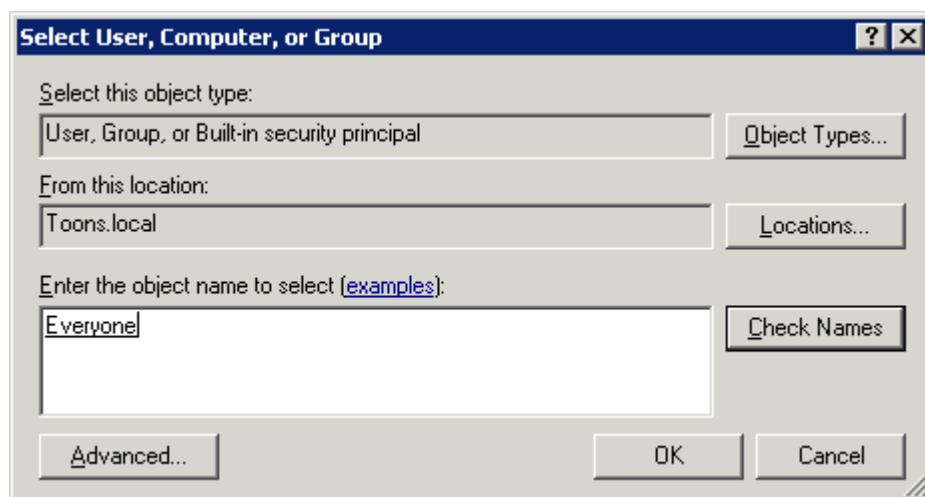 Select User, Computer, or Group
Select this object type:
User, Group, or Built-in security principal
Object Types...
From this location:
Toons.local
Locations...
Enter the object name to select (examples):
Everyone
Check Names
Advanced...
OK
Cancel